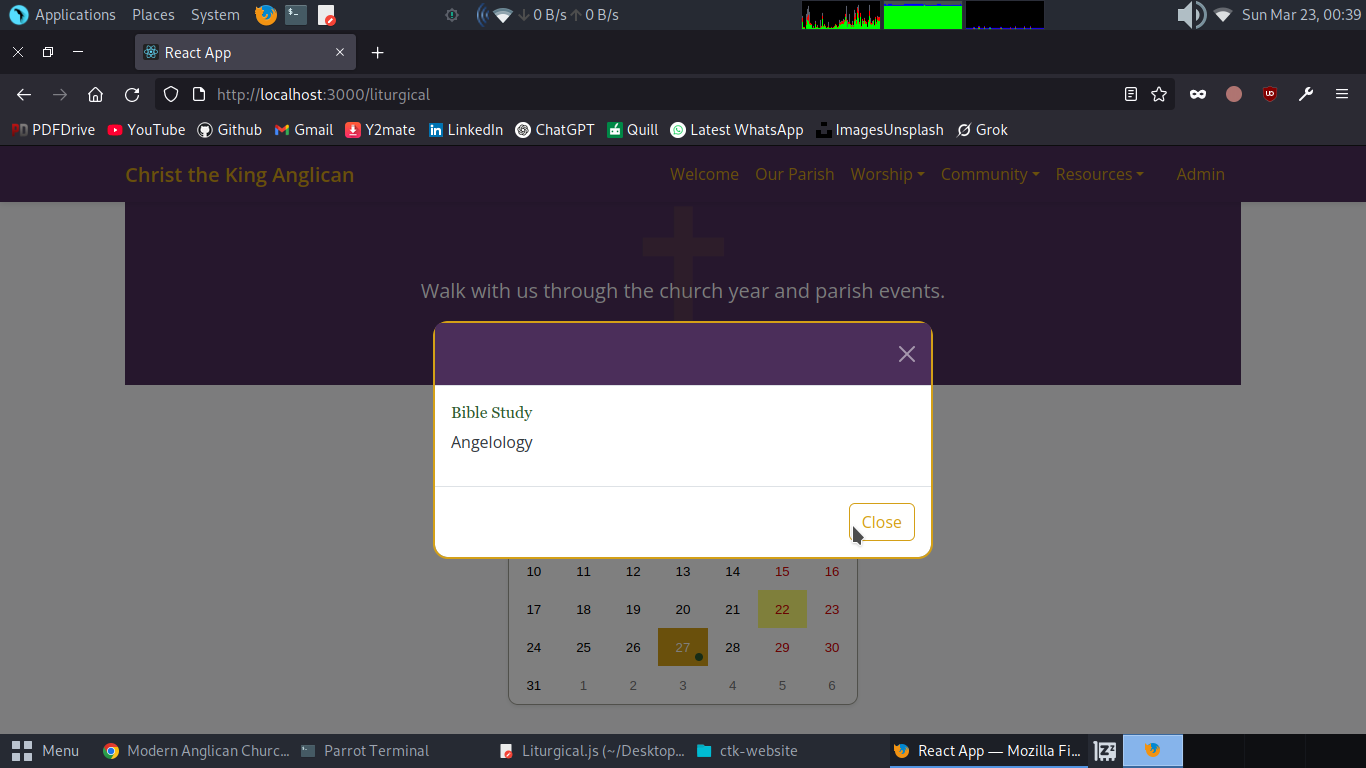 Applications Places System 0 B/s 0 B/s Sun Mar 23, 00:39
React App
http://localhost:3000/liturgical
PDFDrive YouTube Github Gmail Y2mate LinkedIn ChatGPT Quill Latest WhatsApp ImagesUnsplash Grok
Christ the King Anglican Welcome Our Parish Worship Community Resources Admin
Walk with us through the church year and parish events.
Bible Study
Angelology
Close
10 11 12 13 14 15 16
17 18 19 20 21 22 23
24 25 26 27 28 29 30
31 1 2 3 4 5 6
Menu Modern Anglican Churc... Parrot Terminal Liturgical.js (~/Desktop... ctk-website React App — Mozilla Fi...